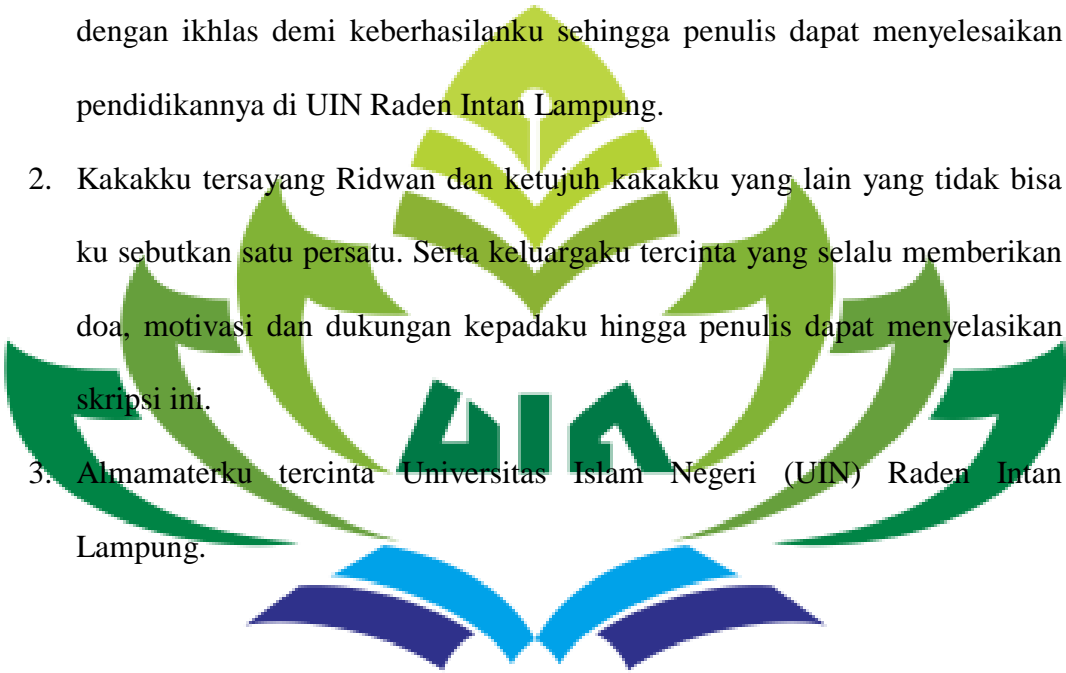 dengan ikhlas demi keberhasilanku sehingga penulis dapat menyelesaikan
pendidikannya di UIN Raden Intan Lampung.
2. Kakakku tersayang Ridwan dan ketujuh kakakku yang lain yang tidak bisa
ku sebutkan satu persatu. Serta keluargaku tercinta yang selalu memberikan
doa, motivasi dan dukungan kepadaku hingga penulis dapat menyelasikan
skripsi ini.
UIN
3. Almamaterku tercinta Universitas Islam Negeri (UIN) Raden Intan
Lampung.